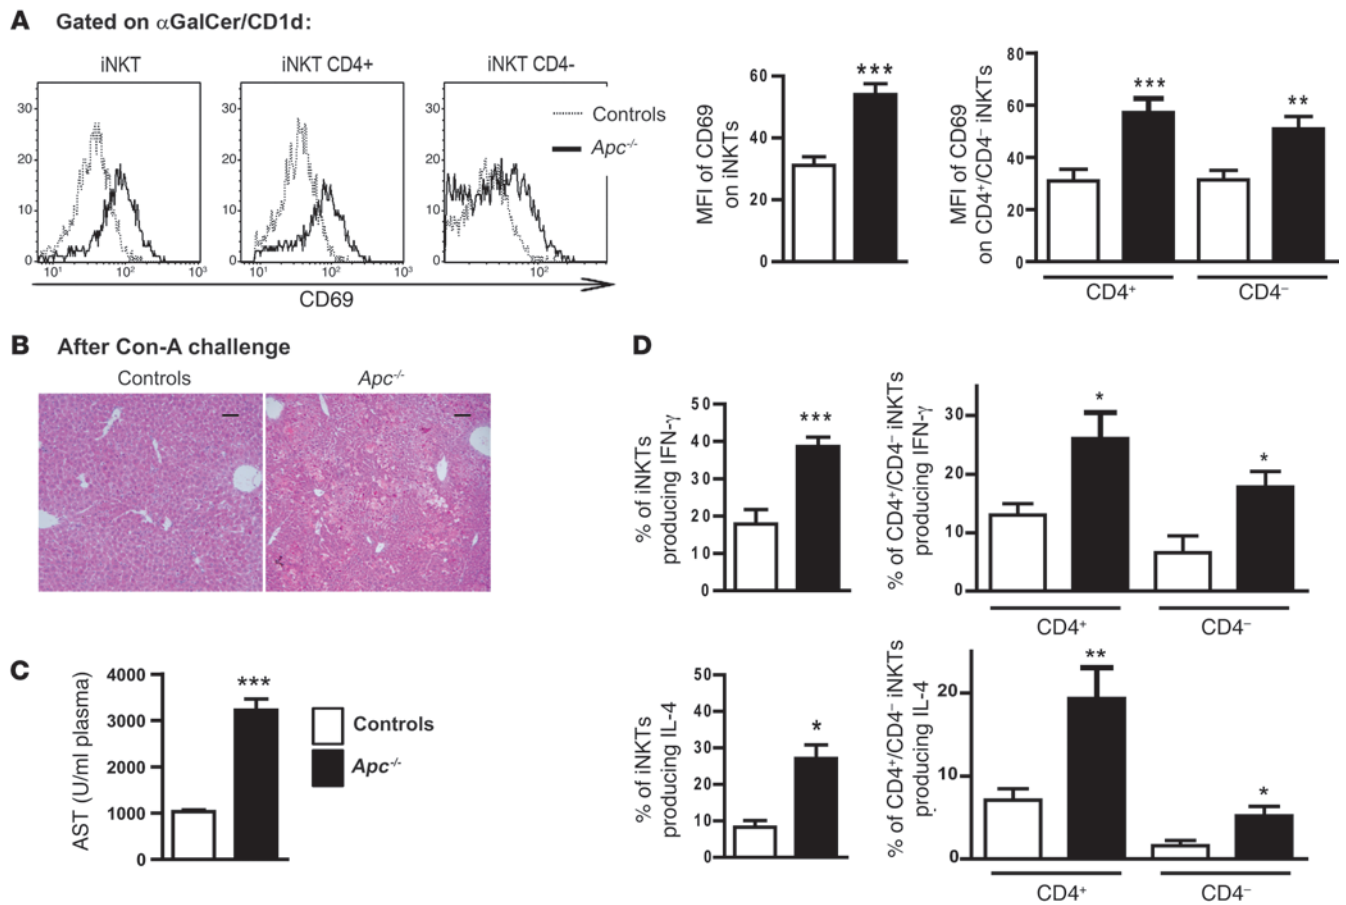 A Gated on αGalCer/CD1d:
iNKT
iNKT CD4+
iNKT CD4-
30
20
10
0
10¹ 10² 10³
30
20
10
0
10¹ 10² 10³
30
20
10
0
10²
Controls
Apc-/-
CD69
MFI of CD69
on iNKTs
60
40
20
0
***
MFI of CD69
on CD4⁺/CD4⁻ iNKTs
80
60
40
20
0
***
**
CD4⁺
CD4⁻
B After Con-A challenge
Controls
Apc-/-
C
AST (U/ml plasma)
4000
3000
2000
1000
0
***
Controls
Apc-/-
D
% of iNKTs
producing IFN-γ
50
40
30
20
10
0
***
% of CD4⁺/CD4⁻ iNKTs
producing IFN-γ
30
20
10
0
*
*
CD4⁺
CD4⁻
% of iNKTs
producing IL-4
50
40
30
20
10
0
*
% of CD4⁺/CD4⁻ iNKTs
producing IL-4
20
10
0
**
*
CD4⁺
CD4⁻